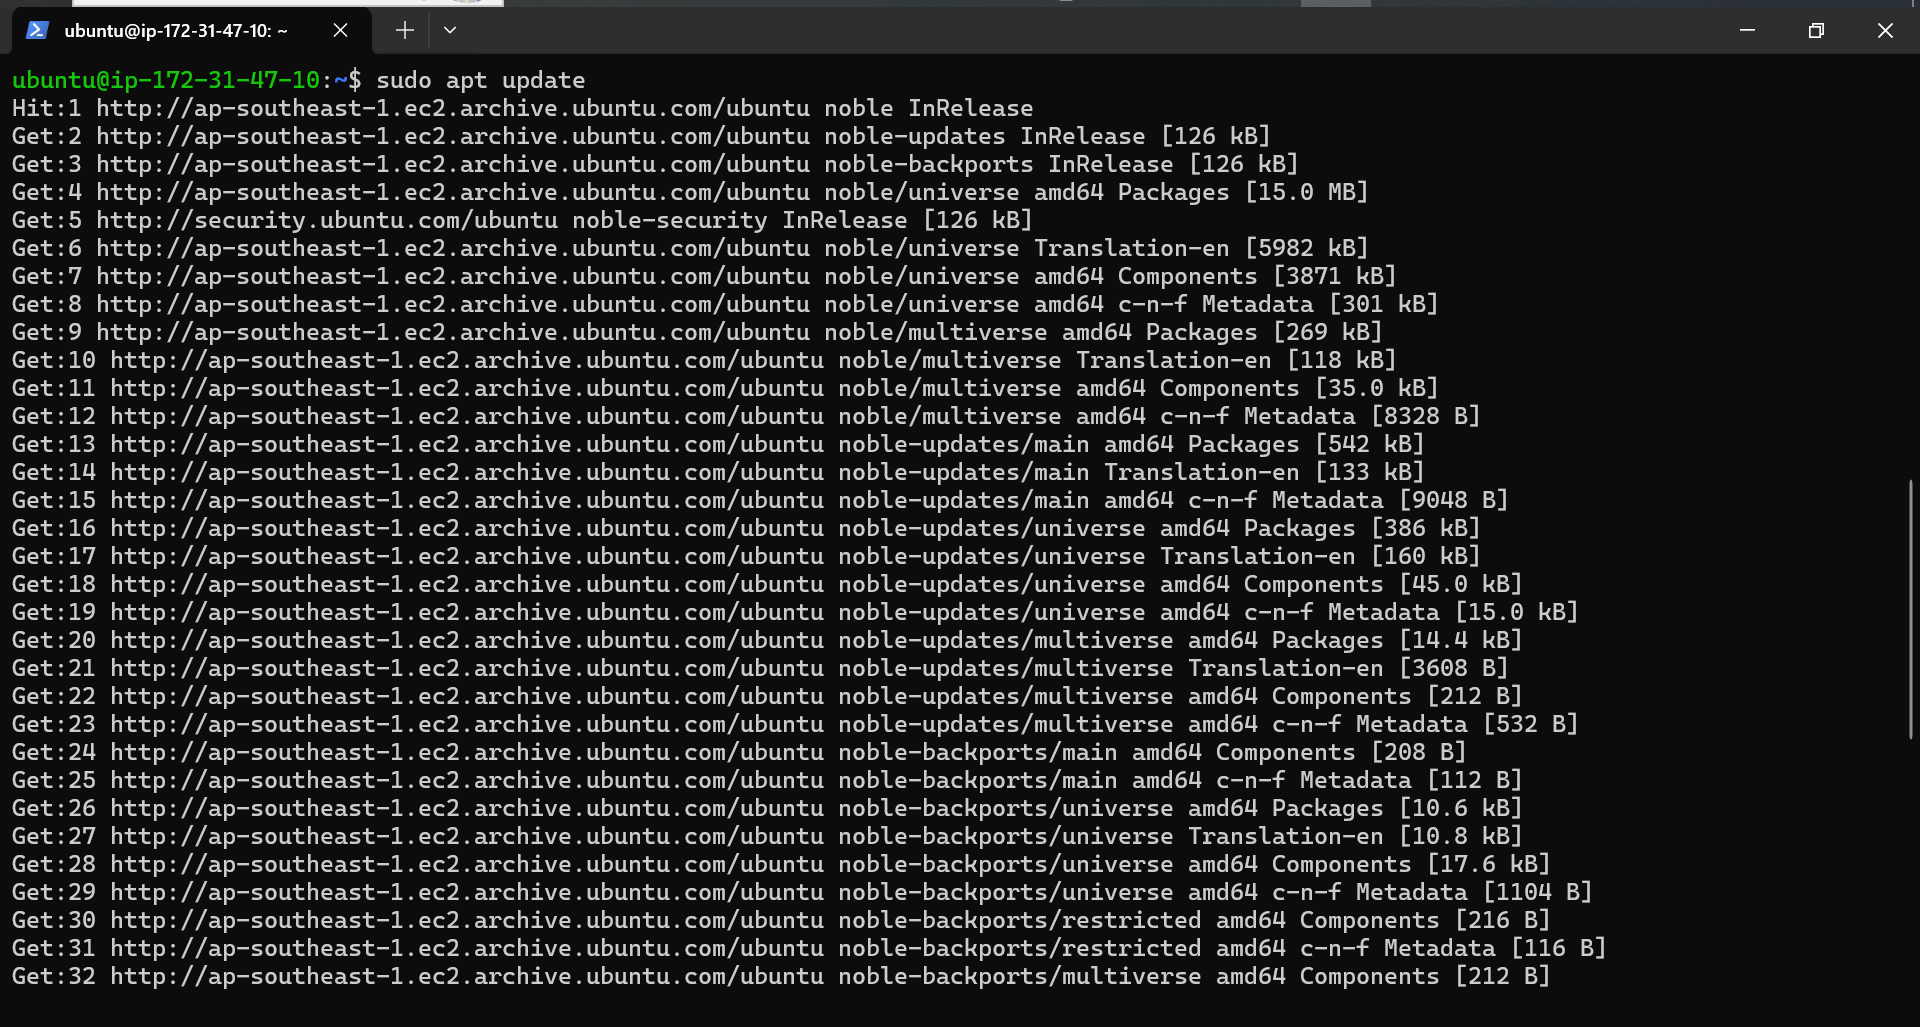 ubuntu@ip-172-31-47-10: ~
ubuntu@ip-172-31-47-10:~$ sudo apt update
Hit:1 http://ap-southeast-1.ec2.archive.ubuntu.com/ubuntu noble InRelease
Get:2 http://ap-southeast-1.ec2.archive.ubuntu.com/ubuntu noble-updates InRelease [126 kB]
Get:3 http://ap-southeast-1.ec2.archive.ubuntu.com/ubuntu noble-backports InRelease [126 kB]
Get:4 http://ap-southeast-1.ec2.archive.ubuntu.com/ubuntu noble/universe amd64 Packages [15.0 MB]
Get:5 http://security.ubuntu.com/ubuntu noble-security InRelease [126 kB]
Get:6 http://ap-southeast-1.ec2.archive.ubuntu.com/ubuntu noble/universe Translation-en [5982 kB]
Get:7 http://ap-southeast-1.ec2.archive.ubuntu.com/ubuntu noble/universe amd64 Components [3871 kB]
Get:8 http://ap-southeast-1.ec2.archive.ubuntu.com/ubuntu noble/universe amd64 c-n-f Metadata [301 kB]
Get:9 http://ap-southeast-1.ec2.archive.ubuntu.com/ubuntu noble/multiverse amd64 Packages [269 kB]
Get:10 http://ap-southeast-1.ec2.archive.ubuntu.com/ubuntu noble/multiverse Translation-en [118 kB]
Get:11 http://ap-southeast-1.ec2.archive.ubuntu.com/ubuntu noble/multiverse amd64 Components [35.0 kB]
Get:12 http://ap-southeast-1.ec2.archive.ubuntu.com/ubuntu noble/multiverse amd64 c-n-f Metadata [8328 B]
Get:13 http://ap-southeast-1.ec2.archive.ubuntu.com/ubuntu noble-updates/main amd64 Packages [542 kB]
Get:14 http://ap-southeast-1.ec2.archive.ubuntu.com/ubuntu noble-updates/main Translation-en [133 kB]
Get:15 http://ap-southeast-1.ec2.archive.ubuntu.com/ubuntu noble-updates/main amd64 c-n-f Metadata [9048 B]
Get:16 http://ap-southeast-1.ec2.archive.ubuntu.com/ubuntu noble-updates/universe amd64 Packages [386 kB]
Get:17 http://ap-southeast-1.ec2.archive.ubuntu.com/ubuntu noble-updates/universe Translation-en [160 kB]
Get:18 http://ap-southeast-1.ec2.archive.ubuntu.com/ubuntu noble-updates/universe amd64 Components [45.0 kB]
Get:19 http://ap-southeast-1.ec2.archive.ubuntu.com/ubuntu noble-updates/universe amd64 c-n-f Metadata [15.0 kB]
Get:20 http://ap-southeast-1.ec2.archive.ubuntu.com/ubuntu noble-updates/multiverse amd64 Packages [14.4 kB]
Get:21 http://ap-southeast-1.ec2.archive.ubuntu.com/ubuntu noble-updates/multiverse Translation-en [3608 B]
Get:22 http://ap-southeast-1.ec2.archive.ubuntu.com/ubuntu noble-updates/multiverse amd64 Components [212 B]
Get:23 http://ap-southeast-1.ec2.archive.ubuntu.com/ubuntu noble-updates/multiverse amd64 c-n-f Metadata [532 B]
Get:24 http://ap-southeast-1.ec2.archive.ubuntu.com/ubuntu noble-backports/main amd64 Components [208 B]
Get:25 http://ap-southeast-1.ec2.archive.ubuntu.com/ubuntu noble-backports/main amd64 c-n-f Metadata [112 B]
Get:26 http://ap-southeast-1.ec2.archive.ubuntu.com/ubuntu noble-backports/universe amd64 Packages [10.6 kB]
Get:27 http://ap-southeast-1.ec2.archive.ubuntu.com/ubuntu noble-backports/universe Translation-en [10.8 kB]
Get:28 http://ap-southeast-1.ec2.archive.ubuntu.com/ubuntu noble-backports/universe amd64 Components [17.6 kB]
Get:29 http://ap-southeast-1.ec2.archive.ubuntu.com/ubuntu noble-backports/universe amd64 c-n-f Metadata [1104 B]
Get:30 http://ap-southeast-1.ec2.archive.ubuntu.com/ubuntu noble-backports/restricted amd64 Components [216 B]
Get:31 http://ap-southeast-1.ec2.archive.ubuntu.com/ubuntu noble-backports/restricted amd64 c-n-f Metadata [116 B]
Get:32 http://ap-southeast-1.ec2.archive.ubuntu.com/ubuntu noble-backports/multiverse amd64 Components [212 B]